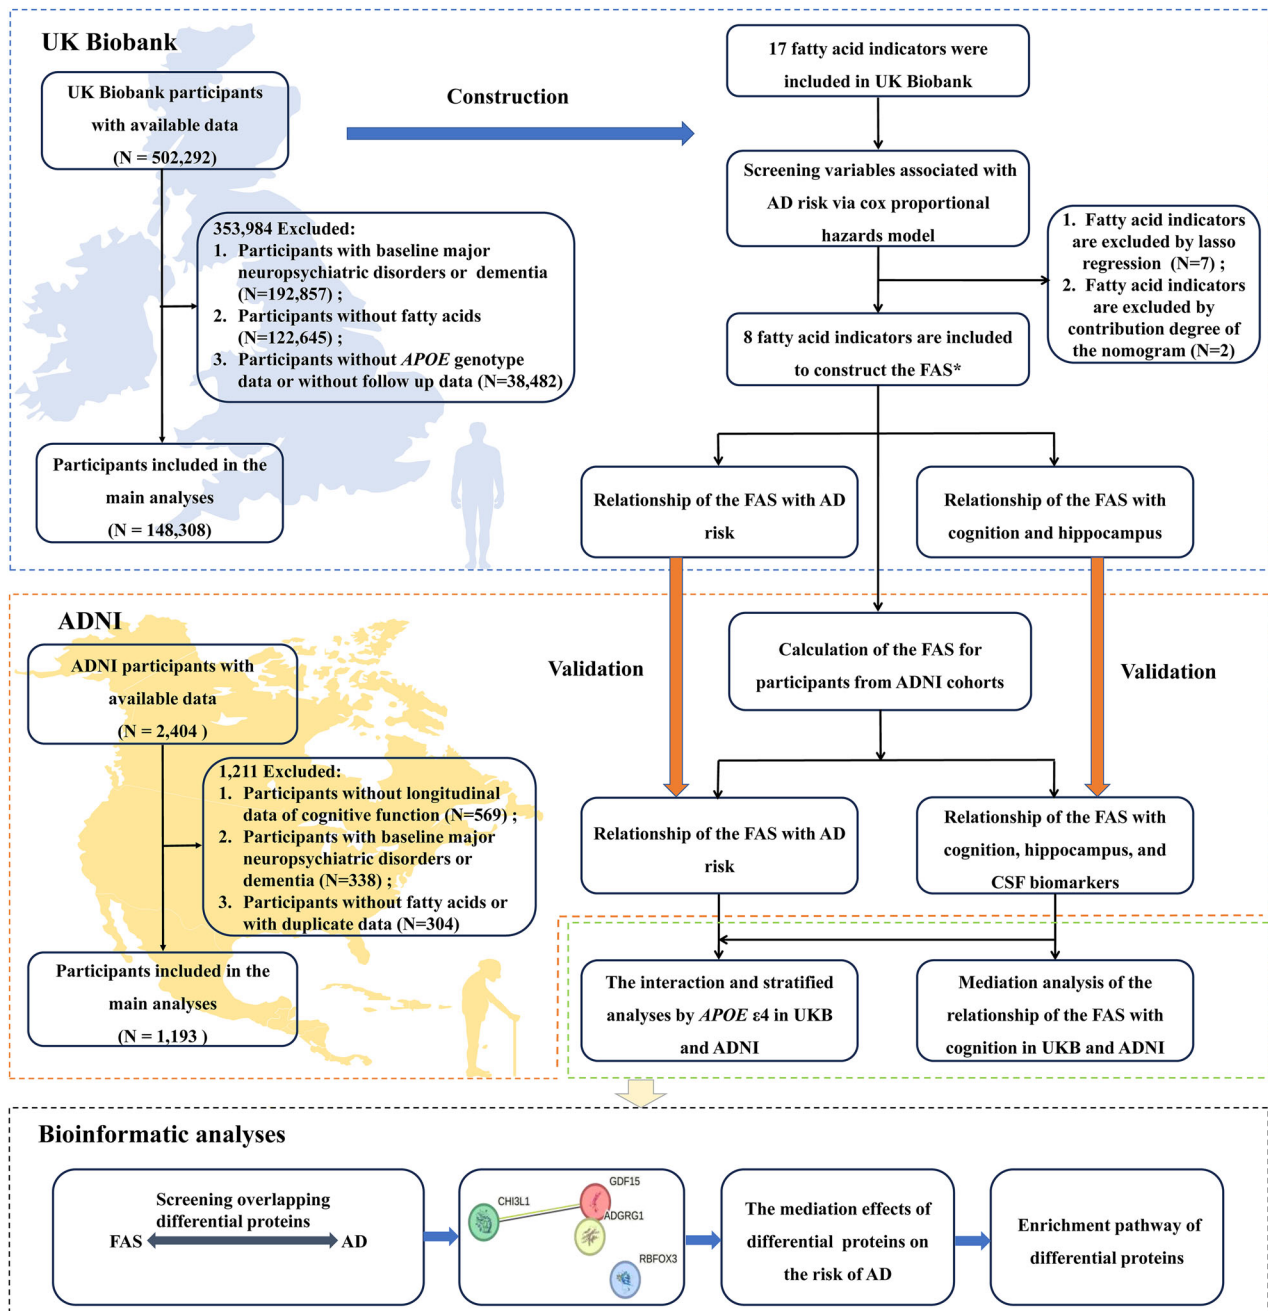 UK Biobank
UK Biobank participants
with available data
(N = 502,292)
353,984 Excluded:
1. Participants with baseline major
neuropsychiatric disorders or dementia
(N=192,857) ;
2. Participants without fatty acids
(N=122,645) ;
3. Participants without APOE genotype
data or without follow up data (N=38,482)
Participants included in the
main analyses
(N = 148,308)
Construction
17 fatty acid indicators were
included in UK Biobank
Screening variables associated with
AD risk via cox proportional
hazards model
1. Fatty acid indicators
are excluded by lasso
regression (N=7) ;
2. Fatty acid indicators
are excluded by
contribution degree of
the nomogram (N=2)
8 fatty acid indicators are included
to construct the FAS*
Relationship of the FAS with AD
risk
Relationship of the FAS with
cognition and hippocampus
ADNI
ADNI participants with
available data
(N = 2,404 )
1,211 Excluded:
1. Participants without longitudinal
data of cognitive function (N=569) ;
2. Participants with baseline major
neuropsychiatric disorders or
dementia (N=338) ;
3. Participants without fatty acids or
with duplicate data (N=304)
Participants included in the
main analyses
(N = 1,193 )
Validation
Calculation of the FAS for
participants from ADNI cohorts
Validation
Relationship of the FAS with AD
risk
Relationship of the FAS with
cognition, hippocampus, and
CSF biomarkers
The interaction and stratified
analyses by APOE ε4 in UKB
and ADNI
Mediation analysis of the
relationship of the FAS with
cognition in UKB and ADNI
Bioinformatic analyses
Screening overlapping
differential proteins
FAS
AD
CHI3L1
GDF15
ADGRG1
RBFOX3
The mediation effects of
differential proteins on
the risk of AD
Enrichment pathway of
differential proteins